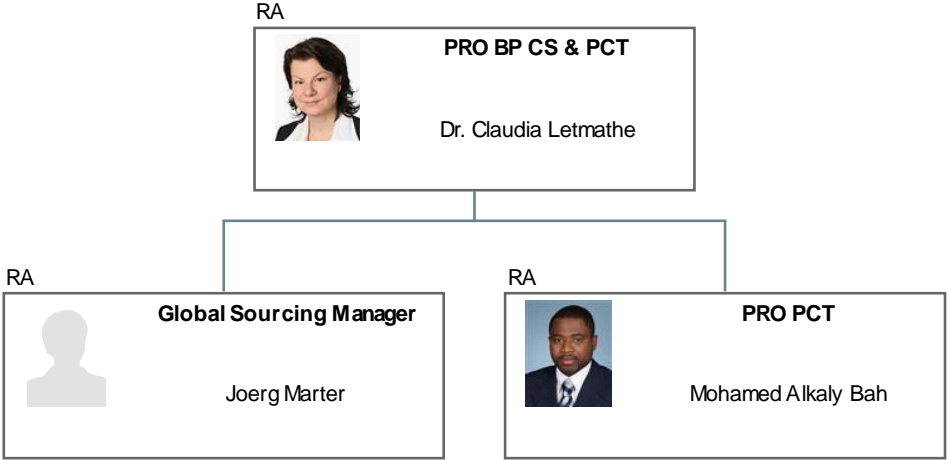 RA
PRO BP CS & PCT
Dr. Claudia Letmathe
RA
Global Sourcing Manager
Joerg Marter
RA
PRO PCT
Mohamed Alkaly Bah